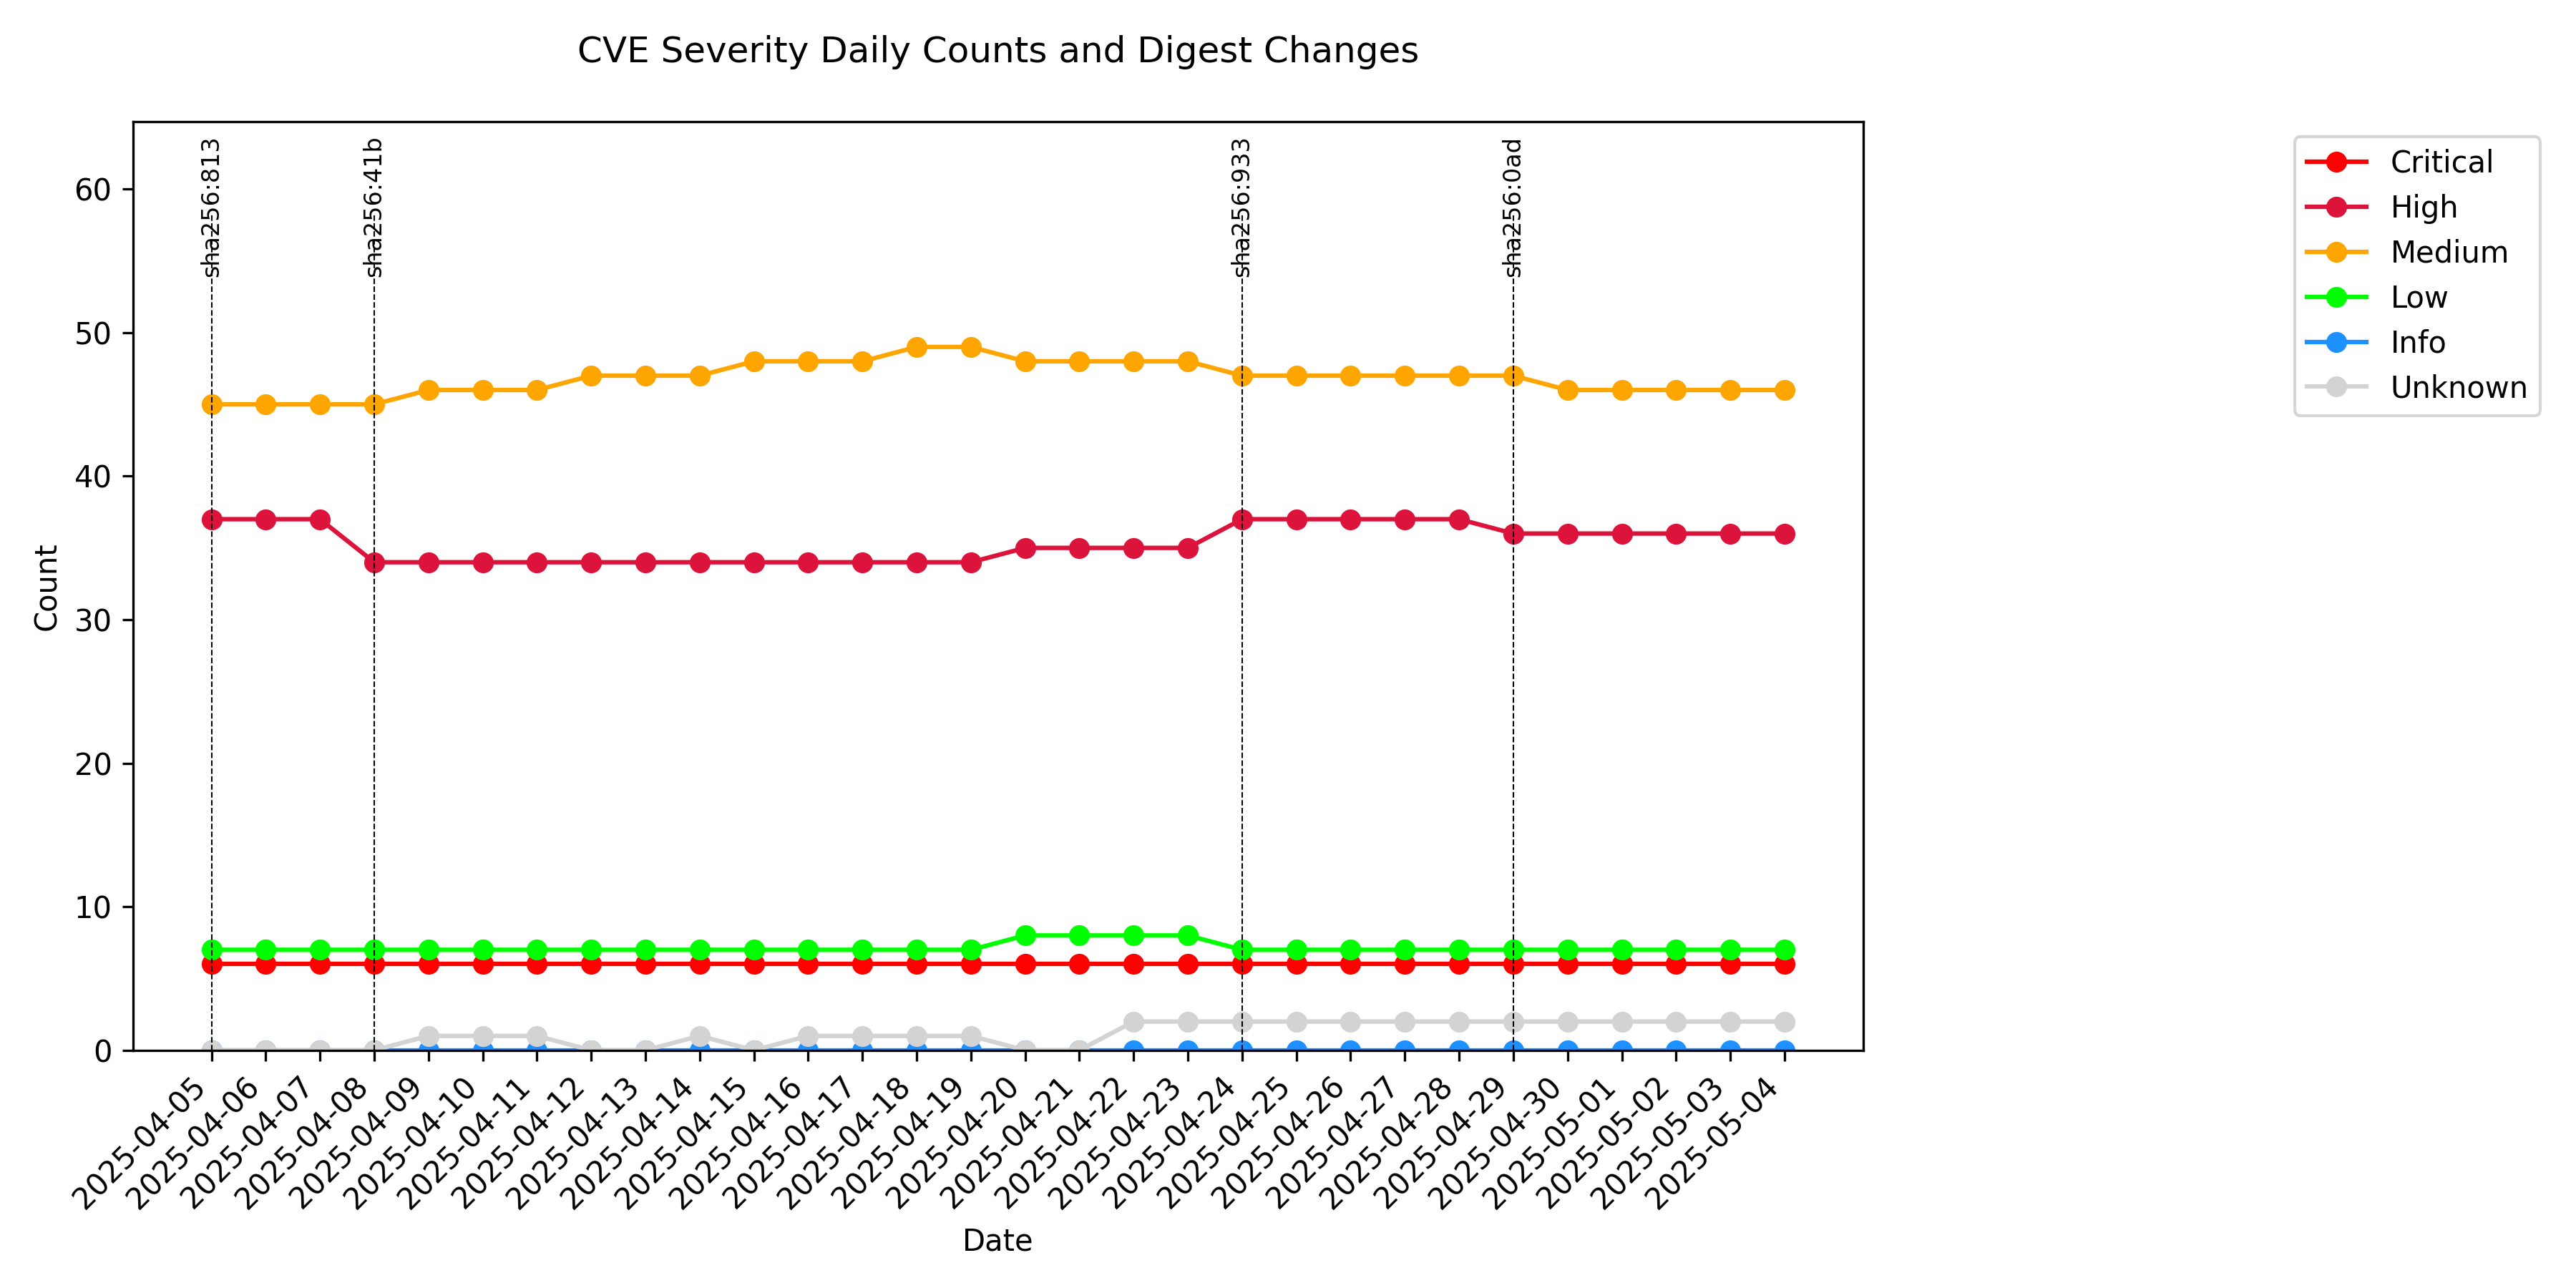 CVE Severity Daily Counts and Digest Changes
sha256:813
sha256:41b
sha256:933
sha256:0ad
Critical
High
Medium
Low
Info
Unknown
Count
60
50
40
30
20
10
0
2025-04-05
2025-04-06
2025-04-07
2025-04-08
2025-04-09
2025-04-10
2025-04-11
2025-04-12
2025-04-13
2025-04-14
2025-04-15
2025-04-16
2025-04-17
2025-04-18
2025-04-19
2025-04-20
2025-04-21
2025-04-22
2025-04-23
2025-04-24
2025-04-25
2025-04-26
2025-04-27
2025-04-28
2025-04-29
2025-04-30
2025-05-01
2025-05-02
2025-05-03
2025-05-04
Date